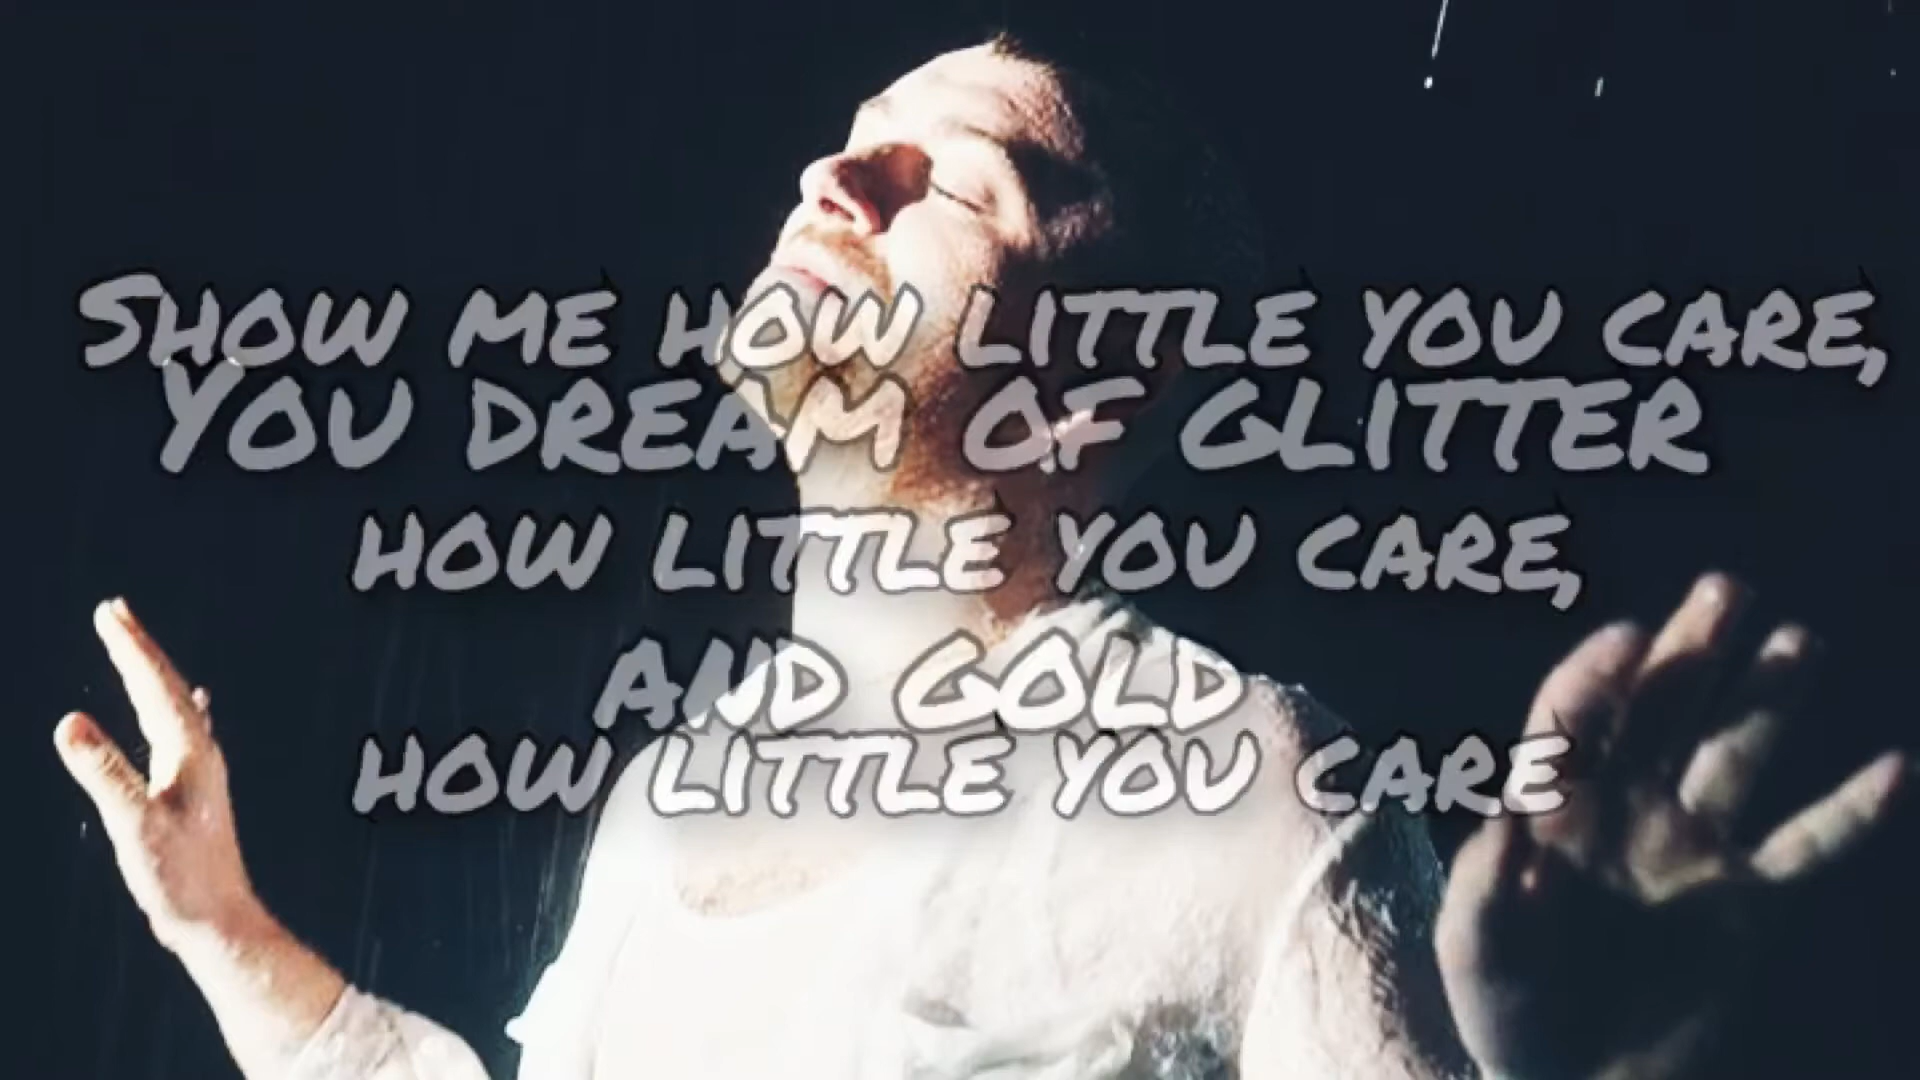 Show me how little you care,
You dream of glitter
how little you care,
and gold
how little you care